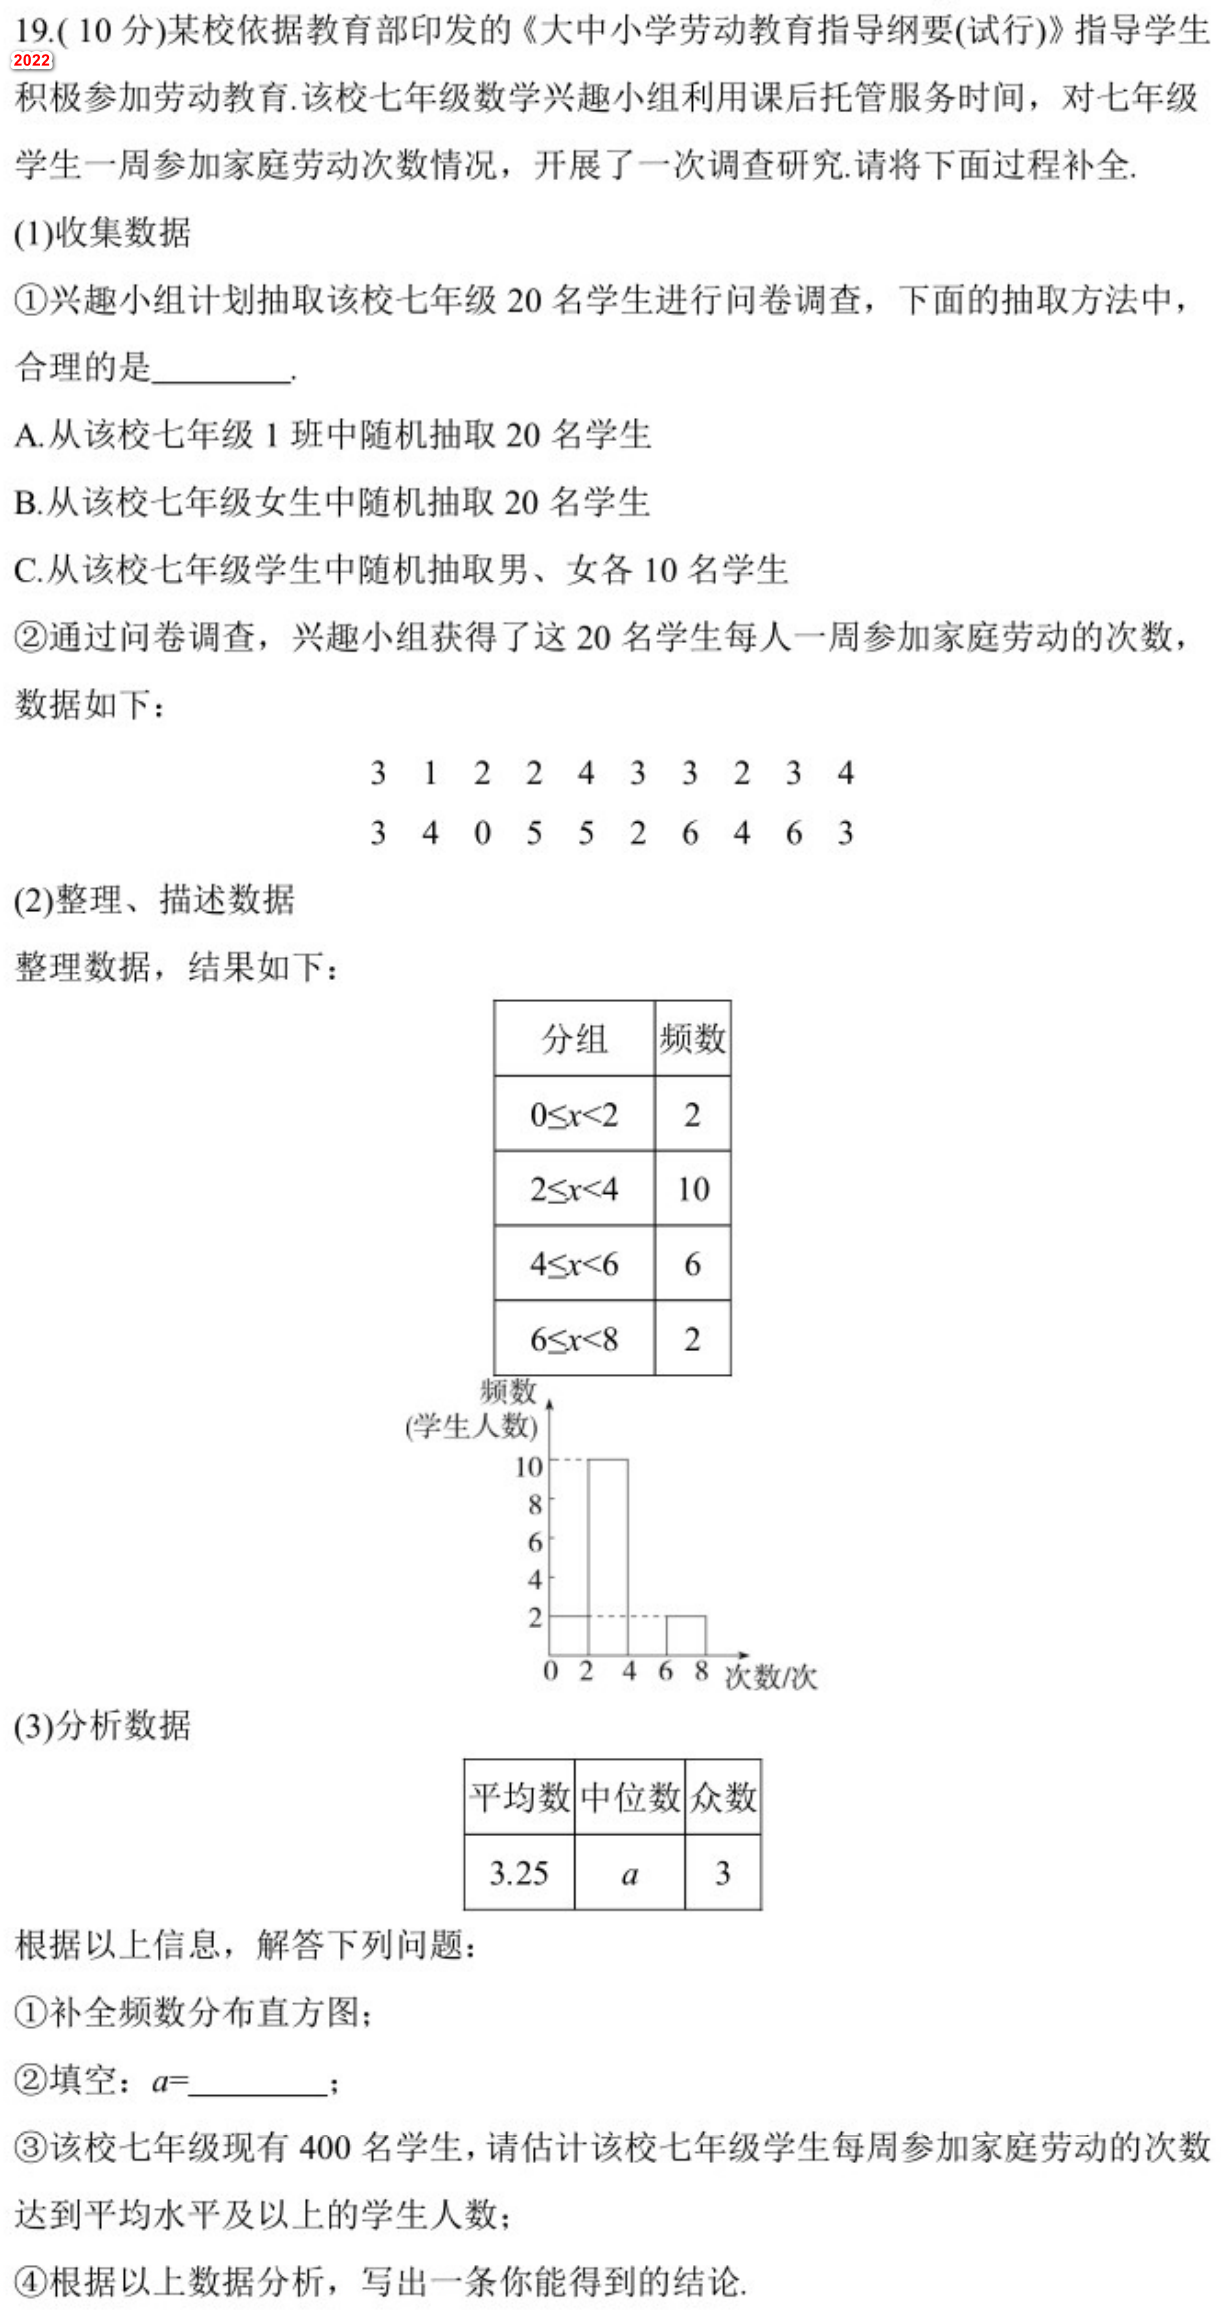 19.( 10 分)某校依据教育部印发的《大中小学劳动教育指导纲要(试行)》指导学生
2022
积极参加劳动教育.该校七年级数学兴趣小组利用课后托管服务时间，对七年级
学生一周参加家庭劳动次数情况，开展了一次调查研究.请将下面过程补全.
(1)收集数据
①兴趣小组计划抽取该校七年级 20 名学生进行问卷调查，下面的抽取方法中，
合理的是________.
A.从该校七年级 1 班中随机抽取 20 名学生
B.从该校七年级女生中随机抽取 20 名学生
C.从该校七年级学生中随机抽取男、女各 10 名学生
②通过问卷调查，兴趣小组获得了这 20 名学生每人一周参加家庭劳动的次数，
数据如下：
3 1 2 2 4 3 3 2 3 4
3 4 0 5 5 2 6 4 6 3
(2)整理、描述数据
整理数据，结果如下：
分组 频数
0≤x<2 2
2≤x<4 10
4≤x<6 6
6≤x<8 2
频数
(学生人数)
10
8
6
4
2
0 2 4 6 8 次数/次
(3)分析数据
平均数 中位数 众数
3.25 a 3
根据以上信息，解答下列问题：
①补全频数分布直方图；
②填空：a=________；
③该校七年级现有 400 名学生，请估计该校七年级学生每周参加家庭劳动的次数
达到平均水平及以上的学生人数；
④根据以上数据分析，写出一条你能得到的结论.